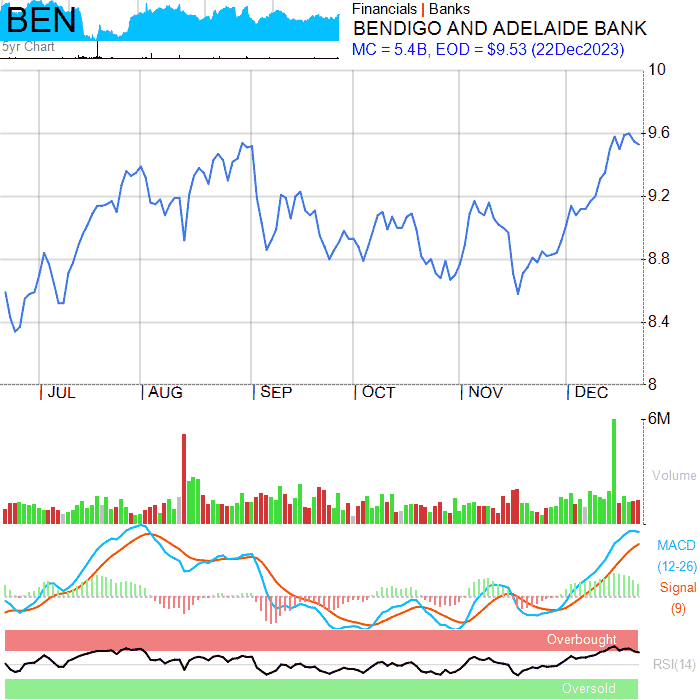 BEN
5yr Chart
Financials | Banks
BENDIGO AND ADELAIDE BANK
MC = 5.4B, EOD = $9.53 (22Dec2023)
10
9.6
9.2
8.8
8.4
8
JUL AUG SEP OCT NOV DEC
6M
Volume
MACD
(12-26)
Signal
(9)
Overbought
RSI(14)
Oversold